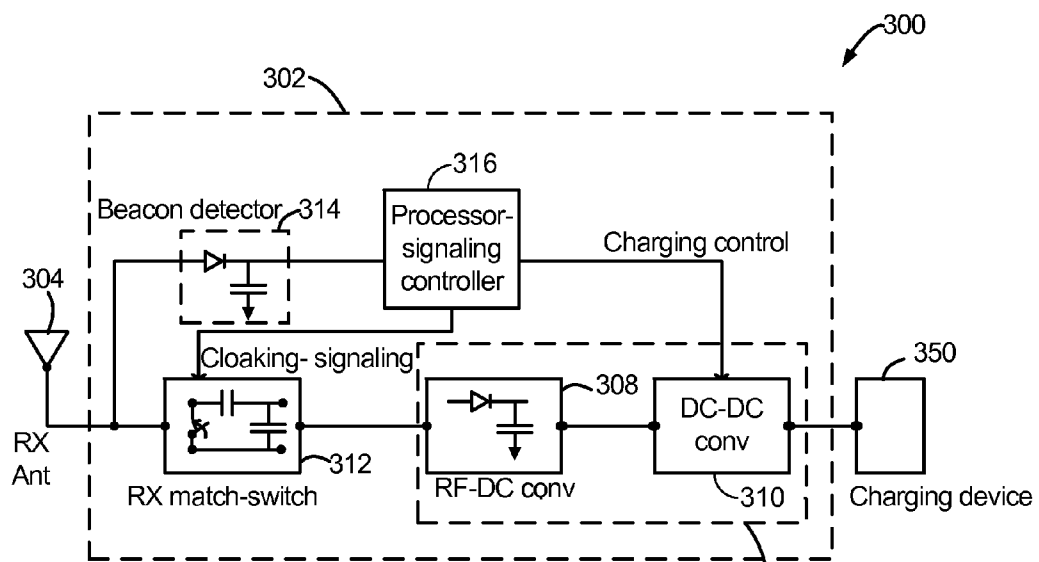 300
302
316
Beacon detector
314
Processor-
signaling
controller
Charging control
304
Cloaking- signaling
308
350
DC-DC
conv
RX
Ant
312
RX match-switch
RF-DC conv
310
Charging device